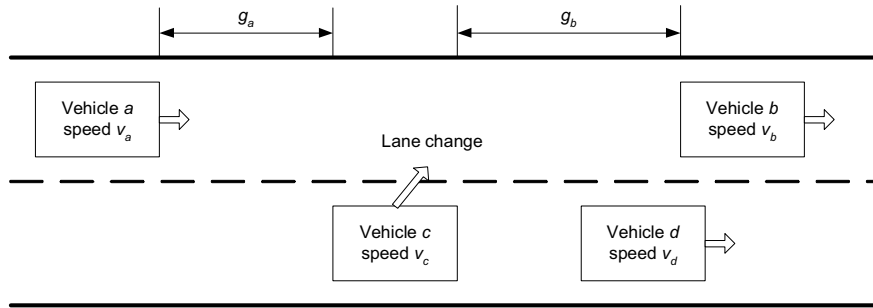 g_a
g_b
Vehicle a
speed v_a
Vehicle b
speed v_b
Lane change
Vehicle c
speed v_c
Vehicle d
speed v_d